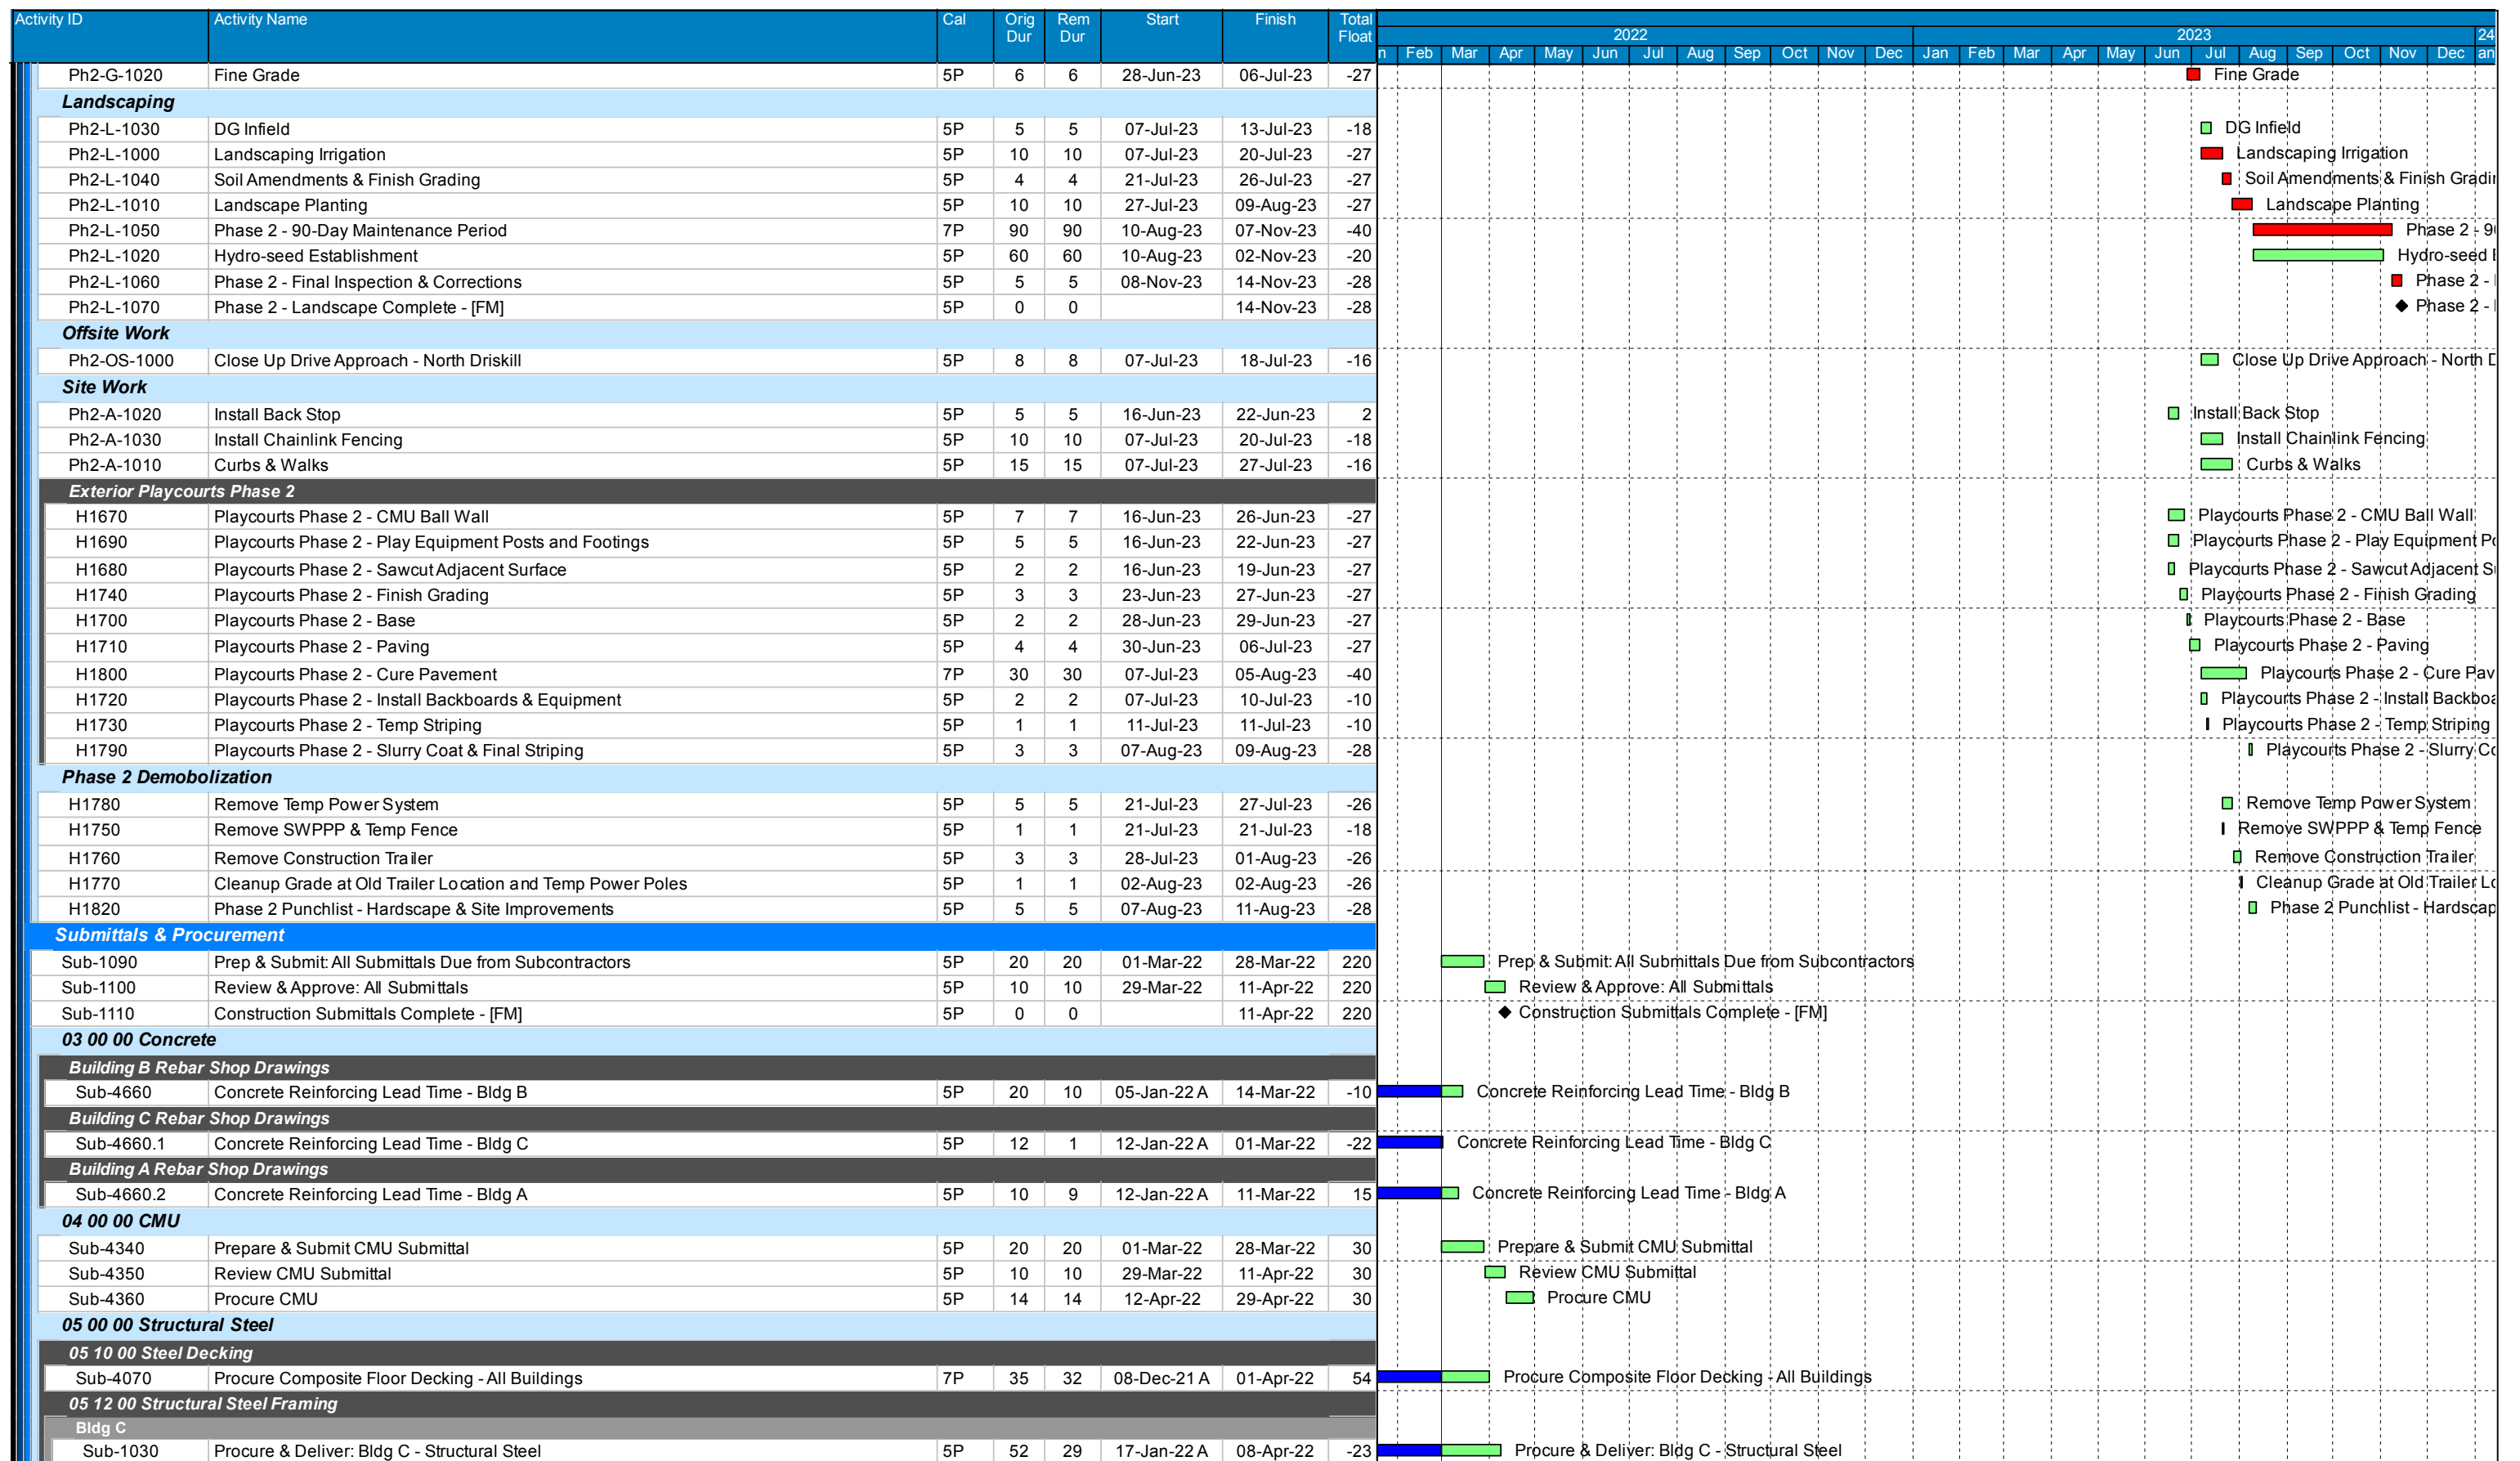 Activity ID Activity Name Cal Orig Dur Rem Dur Start Finish Total Float
2022 2023 24
n Feb Mar Apr May Jun Jul Aug Sep Oct Nov Dec Jan Feb Mar Apr May Jun Jul Aug Sep Oct Nov Dec an
Ph2-G-1020 Fine Grade 5P 6 6 28-Jun-23 06-Jul-23 -27 Fine Grade
Landscaping
Ph2-L-1030 DG Infield 5P 5 5 07-Jul-23 13-Jul-23 -18 DG Infield
Ph2-L-1000 Landscaping Irrigation 5P 10 10 07-Jul-23 20-Jul-23 -27 Landscaping Irrigation
Ph2-L-1040 Soil Amendments & Finish Grading 5P 4 4 21-Jul-23 26-Jul-23 -27 Soil Amendments & Finish Gradin
Ph2-L-1010 Landscape Planting 5P 10 10 27-Jul-23 09-Aug-23 -27 Landscape Planting
Ph2-L-1050 Phase 2 - 90-Day Maintenance Period 7P 90 90 10-Aug-23 07-Nov-23 -40 Phase 2 - 9
Ph2-L-1020 Hydro-seed Establishment 5P 60 60 10-Aug-23 02-Nov-23 -20 Hydro-seed
Ph2-L-1060 Phase 2 - Final Inspection & Corrections 5P 5 5 08-Nov-23 14-Nov-23 -28 Phase 2 -
Ph2-L-1070 Phase 2 - Landscape Complete - [FM] 5P 0 0 14-Nov-23 -28 Phase 2 -
Offsite Work
Ph2-OS-1000 Close Up Drive Approach - North Driskill 5P 8 8 07-Jul-23 18-Jul-23 -16 Close Up Drive Approach - North D
Site Work
Ph2-A-1020 Install Back Stop 5P 5 5 16-Jun-23 22-Jun-23 2 Install Back Stop
Ph2-A-1030 Install Chainlink Fencing 5P 10 10 07-Jul-23 20-Jul-23 -18 Install Chainlink Fencing
Ph2-A-1010 Curbs & Walks 5P 15 15 07-Jul-23 27-Jul-23 -16 Curbs & Walks
Exterior Playcourts Phase 2
H1670 Playcourts Phase 2 - CMU Ball Wall 5P 7 7 16-Jun-23 26-Jun-23 -27 Playcourts Phase 2 - CMU Ball Wall
H1690 Playcourts Phase 2 - Play Equipment Posts and Footings 5P 5 5 16-Jun-23 22-Jun-23 -27 Playcourts Phase 2 - Play Equipment Po
H1680 Playcourts Phase 2 - Sawcut Adjacent Surface 5P 2 2 16-Jun-23 19-Jun-23 -27 Playcourts Phase 2 - Sawcut Adjacent S
H1740 Playcourts Phase 2 - Finish Grading 5P 3 3 23-Jun-23 27-Jun-23 -27 Playcourts Phase 2 - Finish Grading
H1700 Playcourts Phase 2 - Base 5P 2 2 28-Jun-23 29-Jun-23 -27 Playcourts Phase 2 - Base
H1710 Playcourts Phase 2 - Paving 5P 4 4 30-Jun-23 06-Jul-23 -27 Playcourts Phase 2 - Paving
H1800 Playcourts Phase 2 - Cure Pavement 7P 30 30 07-Jul-23 05-Aug-23 -40 Playcourts Phase 2 - Cure Pav
H1720 Playcourts Phase 2 - Install Backboards & Equipment 5P 2 2 07-Jul-23 10-Jul-23 -10 Playcourts Phase 2 - Install Backboa
H1730 Playcourts Phase 2 - Temp Striping 5P 1 1 11-Jul-23 11-Jul-23 -10 Playcourts Phase 2 - Temp Striping
H1790 Playcourts Phase 2 - Slurry Coat & Final Striping 5P 3 3 07-Aug-23 09-Aug-23 -28 Playcourts Phase 2 - Slurry Co
Phase 2 Demobolization
H1780 Remove Temp Power System 5P 5 5 21-Jul-23 27-Jul-23 -26 Remove Temp Power System
H1750 Remove SWPPP & Temp Fence 5P 1 1 21-Jul-23 21-Jul-23 -18 Remove SWPPP & Temp Fence
H1760 Remove Construction Trailer 5P 3 3 28-Jul-23 01-Aug-23 -26 Remove Construction Trailer
H1770 Cleanup Grade at Old Trailer Location and Temp Power Poles 5P 1 1 02-Aug-23 02-Aug-23 -26 Cleanup Grade at Old Trailer Lo
H1820 Phase 2 Punchlist - Hardscape & Site Improvements 5P 5 5 07-Aug-23 11-Aug-23 -28 Phase 2 Punchlist - Hardscap
Submittals & Procurement
Sub-1090 Prep & Submit: All Submittals Due from Subcontractors 5P 20 20 01-Mar-22 28-Mar-22 220 Prep & Submit: All Submittals Due from Subcontractors
Sub-1100 Review & Approve: All Submittals 5P 10 10 29-Mar-22 11-Apr-22 220 Review & Approve: All Submittals
Sub-1110 Construction Submittals Complete - [FM] 5P 0 0 11-Apr-22 220 Construction Submittals Complete - [FM]
03 00 00 Concrete
Building B Rebar Shop Drawings
Sub-4660 Concrete Reinforcing Lead Time - Bldg B 5P 20 10 05-Jan-22 A 14-Mar-22 -10 Concrete Reinforcing Lead Time - Bldg B
Building C Rebar Shop Drawings
Sub-4660.1 Concrete Reinforcing Lead Time - Bldg C 5P 12 1 12-Jan-22 A 01-Mar-22 -22 Concrete Reinforcing Lead Time - Bldg C
Building A Rebar Shop Drawings
Sub-4660.2 Concrete Reinforcing Lead Time - Bldg A 5P 10 9 12-Jan-22 A 11-Mar-22 15 Concrete Reinforcing Lead Time - Bldg A
04 00 00 CMU
Sub-4340 Prepare & Submit CMU Submittal 5P 20 20 01-Mar-22 28-Mar-22 30 Prepare & Submit CMU Submittal
Sub-4350 Review CMU Submittal 5P 10 10 29-Mar-22 11-Apr-22 30 Review CMU Submittal
Sub-4360 Procure CMU 5P 14 14 12-Apr-22 29-Apr-22 30 Procure CMU
05 00 00 Structural Steel
05 10 00 Steel Decking
Sub-4070 Procure Composite Floor Decking - All Buildings 7P 35 32 08-Dec-21 A 01-Apr-22 54 Procure Composite Floor Decking - All Buildings
05 12 00 Structural Steel Framing
Bldg C
Sub-1030 Procure & Deliver: Bldg C - Structural Steel 5P 52 29 17-Jan-22 A 08-Apr-22 -23 Procure & Deliver: Bldg C - Structural Steel